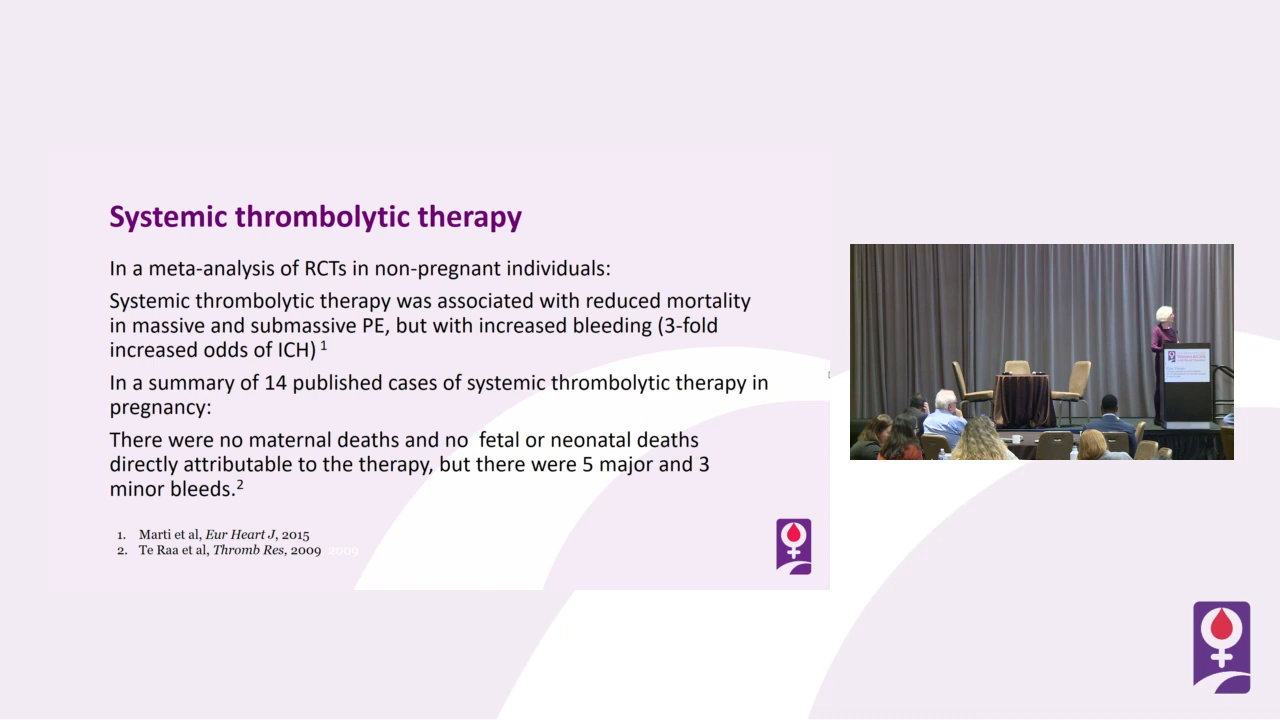 Systemic thrombolytic therapy
In a meta-analysis of RCTs in non-pregnant individuals:
Systemic thrombolytic therapy was associated with reduced mortality
in massive and submassive PE, but with increased bleeding (3-fold
increased odds of ICH) 1
In a summary of 14 published cases of systemic thrombolytic therapy in
pregnancy:
There were no maternal deaths and no  fetal or neonatal deaths
directly attributable to the therapy, but there were 5 major and 3
minor bleeds.2
1. Marti et al, Eur Heart J, 2015
2. Te Raa et al, Thromb Res, 2009, 2009